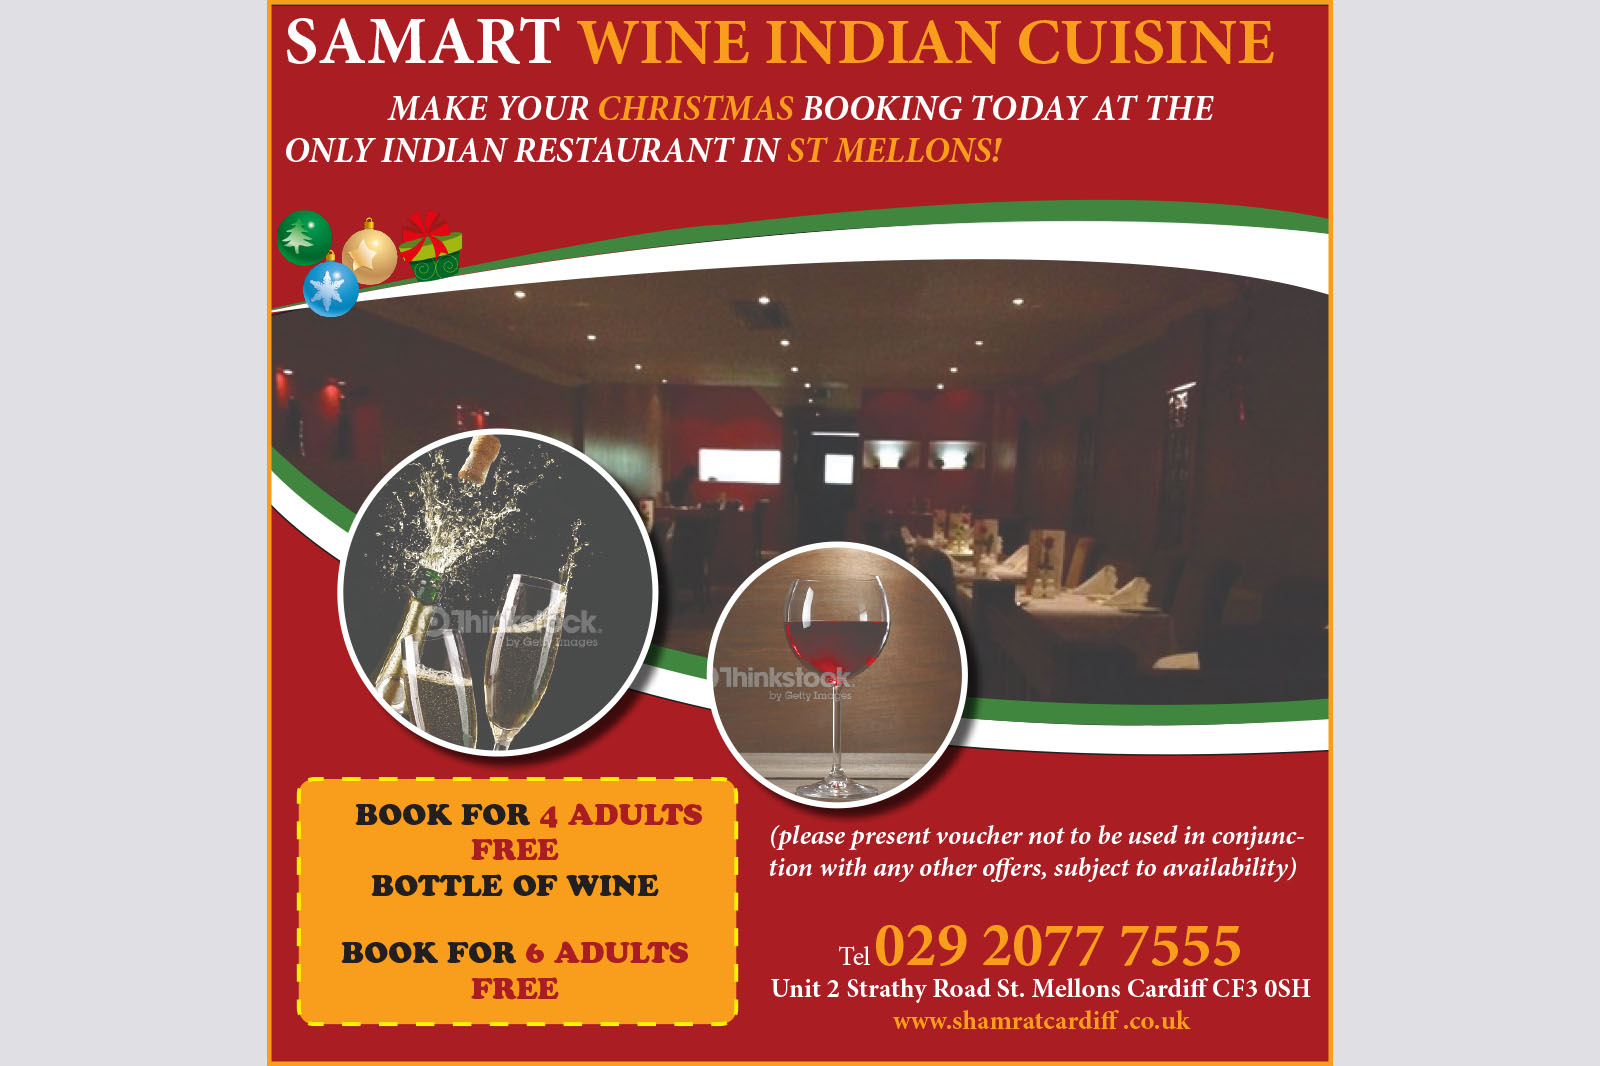 SAMART WINE INDIAN CUISINE
MAKE YOUR CHRISTMAS BOOKING TODAY AT THE
ONLY INDIAN RESTAURANT IN ST MELLONS!
Thinkstock.
by Getty Images
Thinkstock.
by Getty Images
BOOK FOR 4 ADULTS
FREE
BOTTLE OF WINE
BOOK FOR 6 ADULTS
FREE
(please present voucher not to be used in conjunc-
tion with any other offers, subject to availability)
Tel 029 2077 7555
Unit 2 Strathy Road St. Mellons Cardiff CF3 0SH
www.shamratcardiff .co.uk